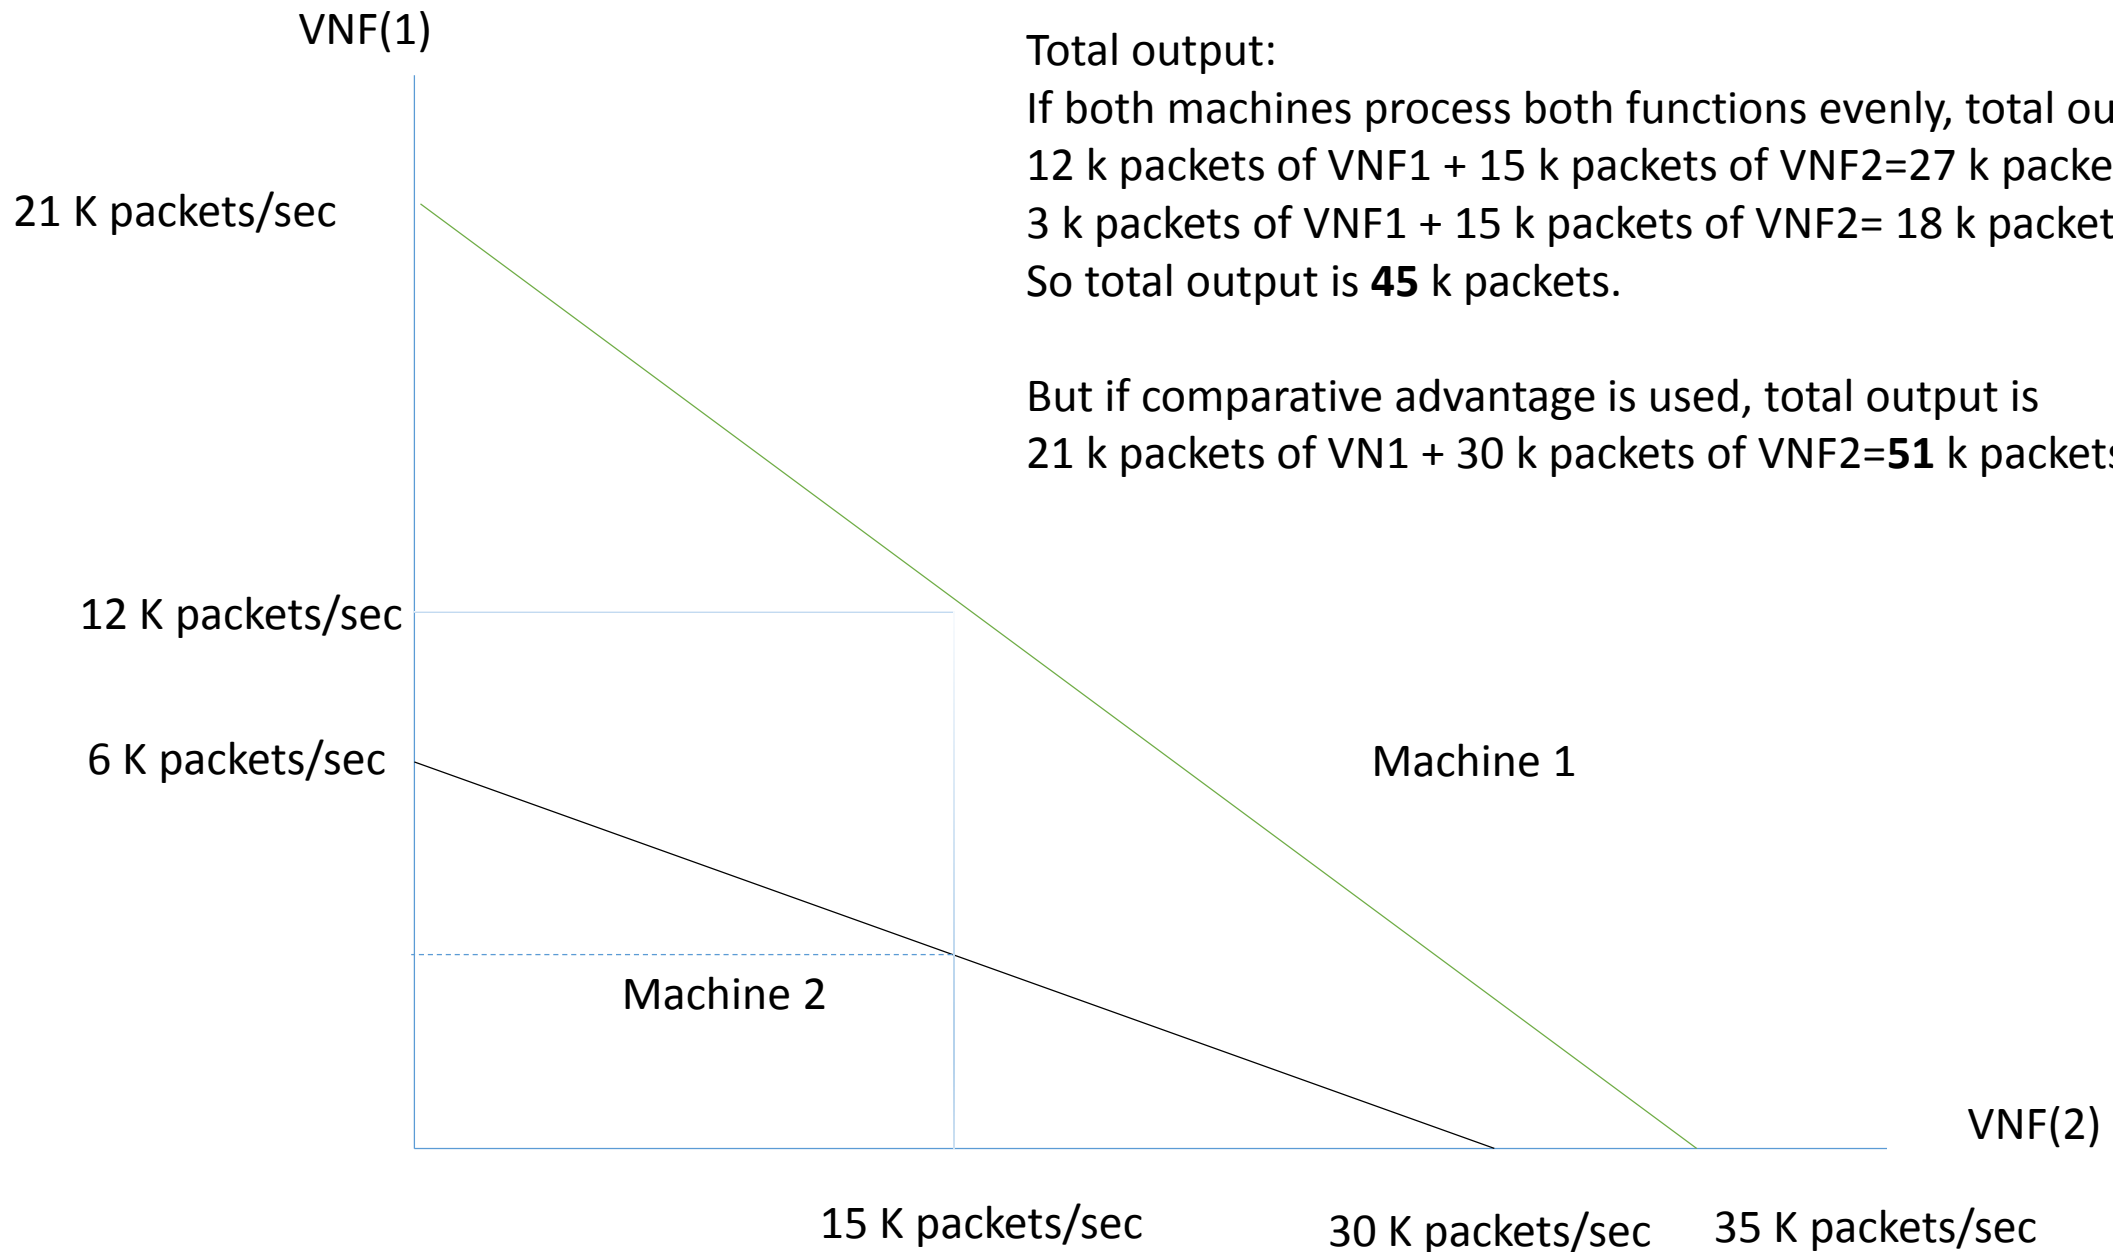 VNF(1)
Total output:
If both machines process both functions evenly, total
12 k packets of VNF1 + 15 k packets of VNF2=27 k
3 k packets of VNF1 + 15 k packets of VNF2= 18 k
So total output is 45 k packets.
But if comparative advantage is used, total output is
21 k packets of VN1 + 30 k packets of VNF2=51 k packets
21 K packets/sec
12 K packets/sec
6 K packets/sec
Machine 1
Machine 2
VNF(2)
15 K packets/sec
30 K packets/sec
35 K packets/sec